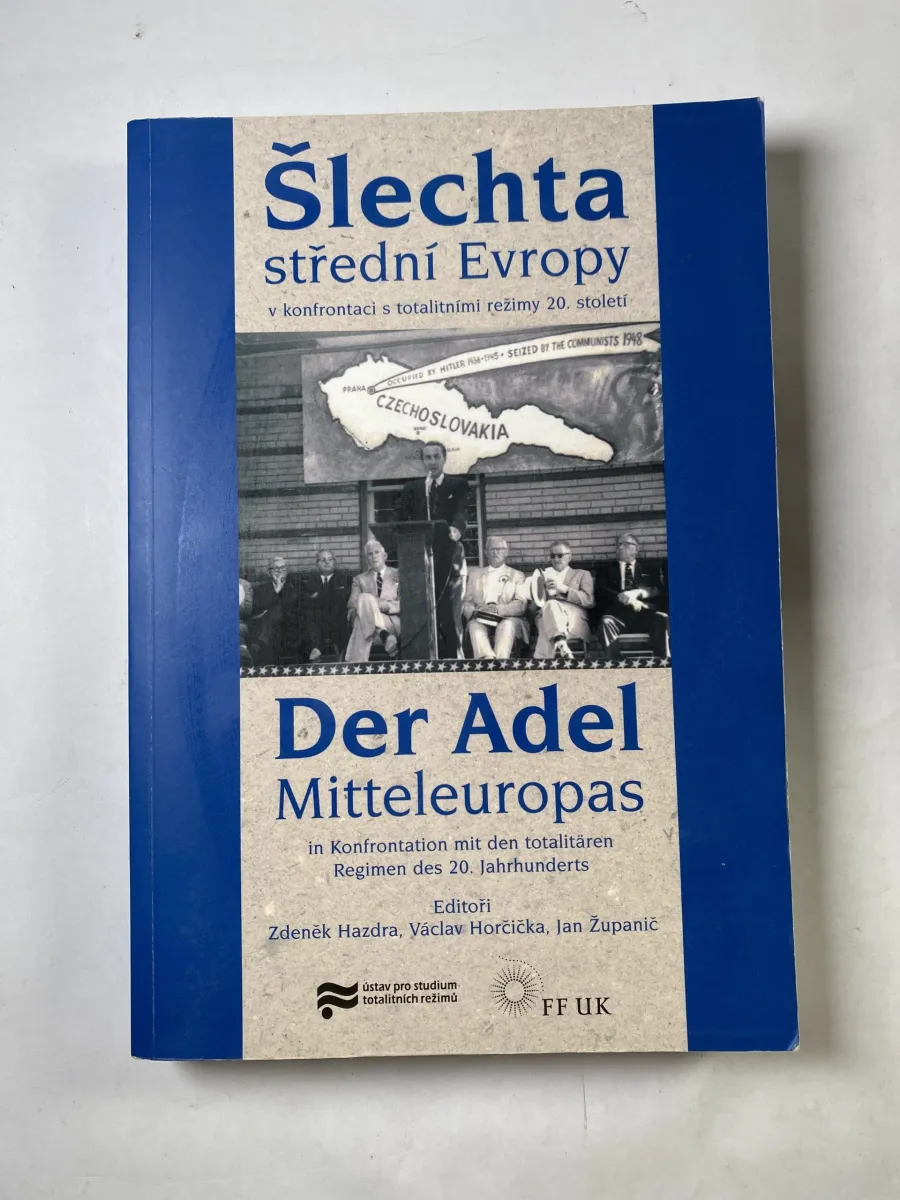 Šlechta
střední Evropy
v konfrontaci s totalitními režimy 20. století
OCCUPIED BY HITLER 1938-1945 • SEIZED BY THE COMMUNISTS 1948
PRAHA
CZECHOSLOVAKIA
Der Adel
Mitteleuropas
in Konfrontation mit den totalitären
Regimen des 20. Jahrhunderts
Editoři
Zdeněk Hazdra, Václav Horčička, Jan Županič
ústav pro studium
totalitních režimů
FF UK